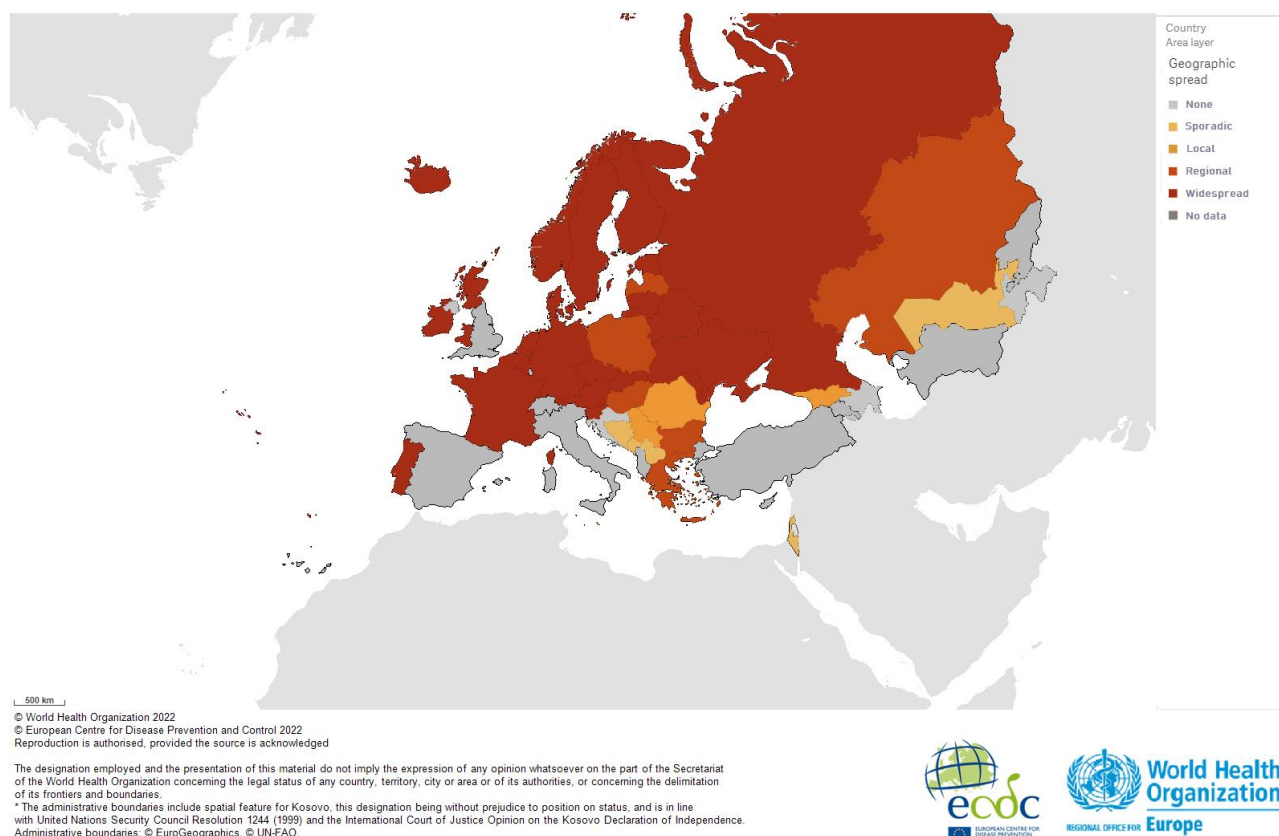 Country
Area layer
Geographic
spread
None
Sporadic
Local
Regional
Widespread
No data
500 km
© World Health Organization 2022
© European Centre for Disease Prevention and Control 2022
Reproduction is authorised, provided the source is acknowledged
The designation employed and the presentation of this material do not imply the expression of any opinion whatsoever on the part of the Secretariat
of the World Health Organization concerning the legal status of any country, territory, city or area or of its authorities, or concerning the delimitation
of its frontiers and boundaries.
* The administrative boundaries include spatial feature for Kosovo, this designation being without prejudice to position on status, and is in line
with United Nations Security Council Resolution 1244 (1999) and the International Court of Justice Opinion on the Kosovo Declaration of Independence.
Administrative boundaries: © EuroGeographics, © UN-FAO
ecdc
EUROPEAN CENTRE FOR
DISEASE PREVENTION
World Health
Organization
REGIONAL OFFICE FOR Europe